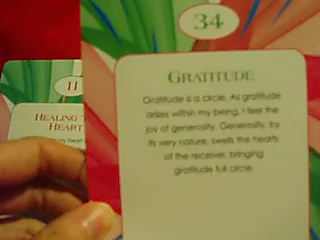 34
GRATITUDE
Gratitude is a circle. As gratitude
arises within my being, I feel the
joy of generosity. Generosity, by
its very nature, swells the hearts
of the receiver, bringing
gratitude full circle.
11
HEALING
HEART
heart